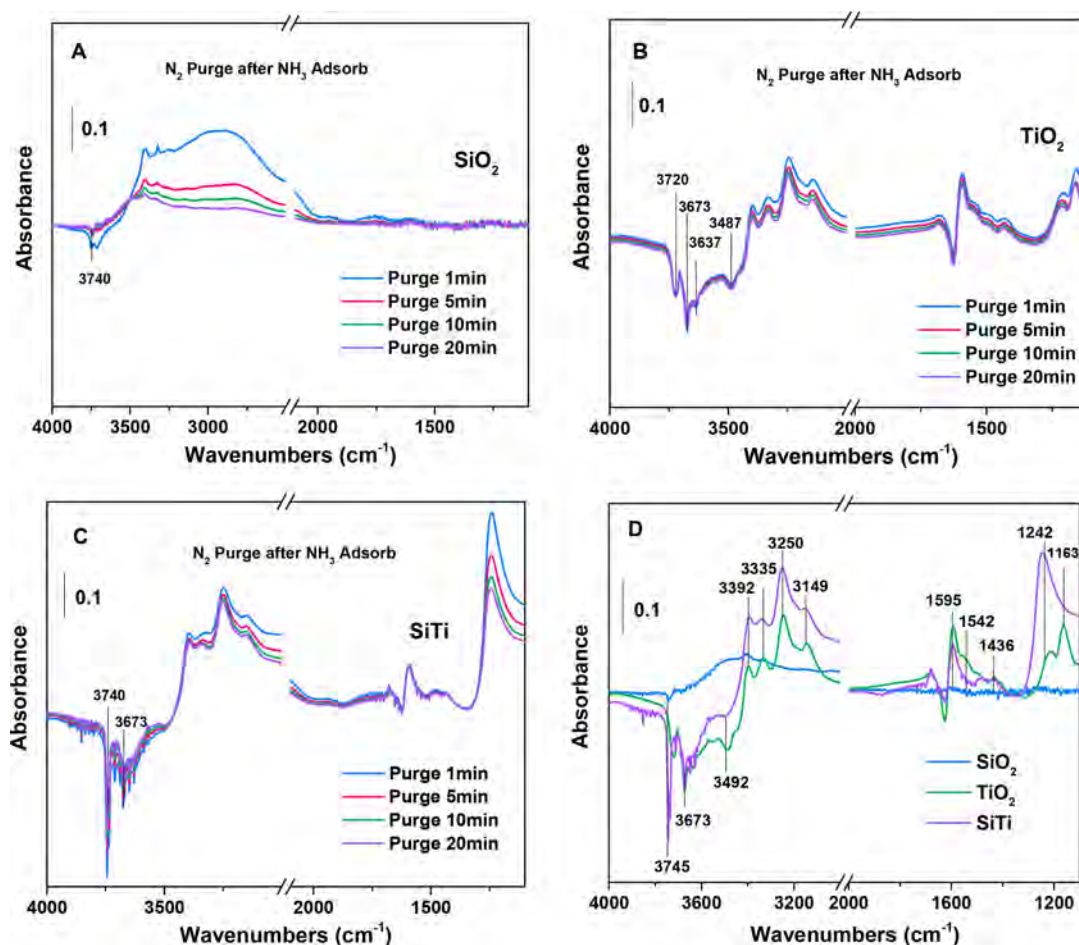 A
N2 Purge after NH3 Adsorb
0.1
SiO2
3740
Purge 1min
Purge 5min
Purge 10min
Purge 20min
Absorbance
4000 3500 3000 2000 1500
Wavenumbers (cm-1)
B
N2 Purge after NH3 Adsorb
0.1
TiO2
3720
3673
3637
3487
Purge 1min
Purge 5min
Purge 10min
Purge 20min
Absorbance
4000 3500 2000 1500
Wavenumbers (cm-1)
C
N2 Purge after NH3 Adsorb
0.1
SiTi
3740
3673
Purge 1min
Purge 5min
Purge 10min
Purge 20min
Absorbance
4000 3500 2000 1500
Wavenumbers (cm-1)
D
0.1
3250
3335
3392
3149
1242
1163
1595
1542
1436
3492
3673
3745
SiO2
TiO2
SiTi
Absorbance
4000 3600 3200 2000 1600 1200
Wavenumbers (cm-1)